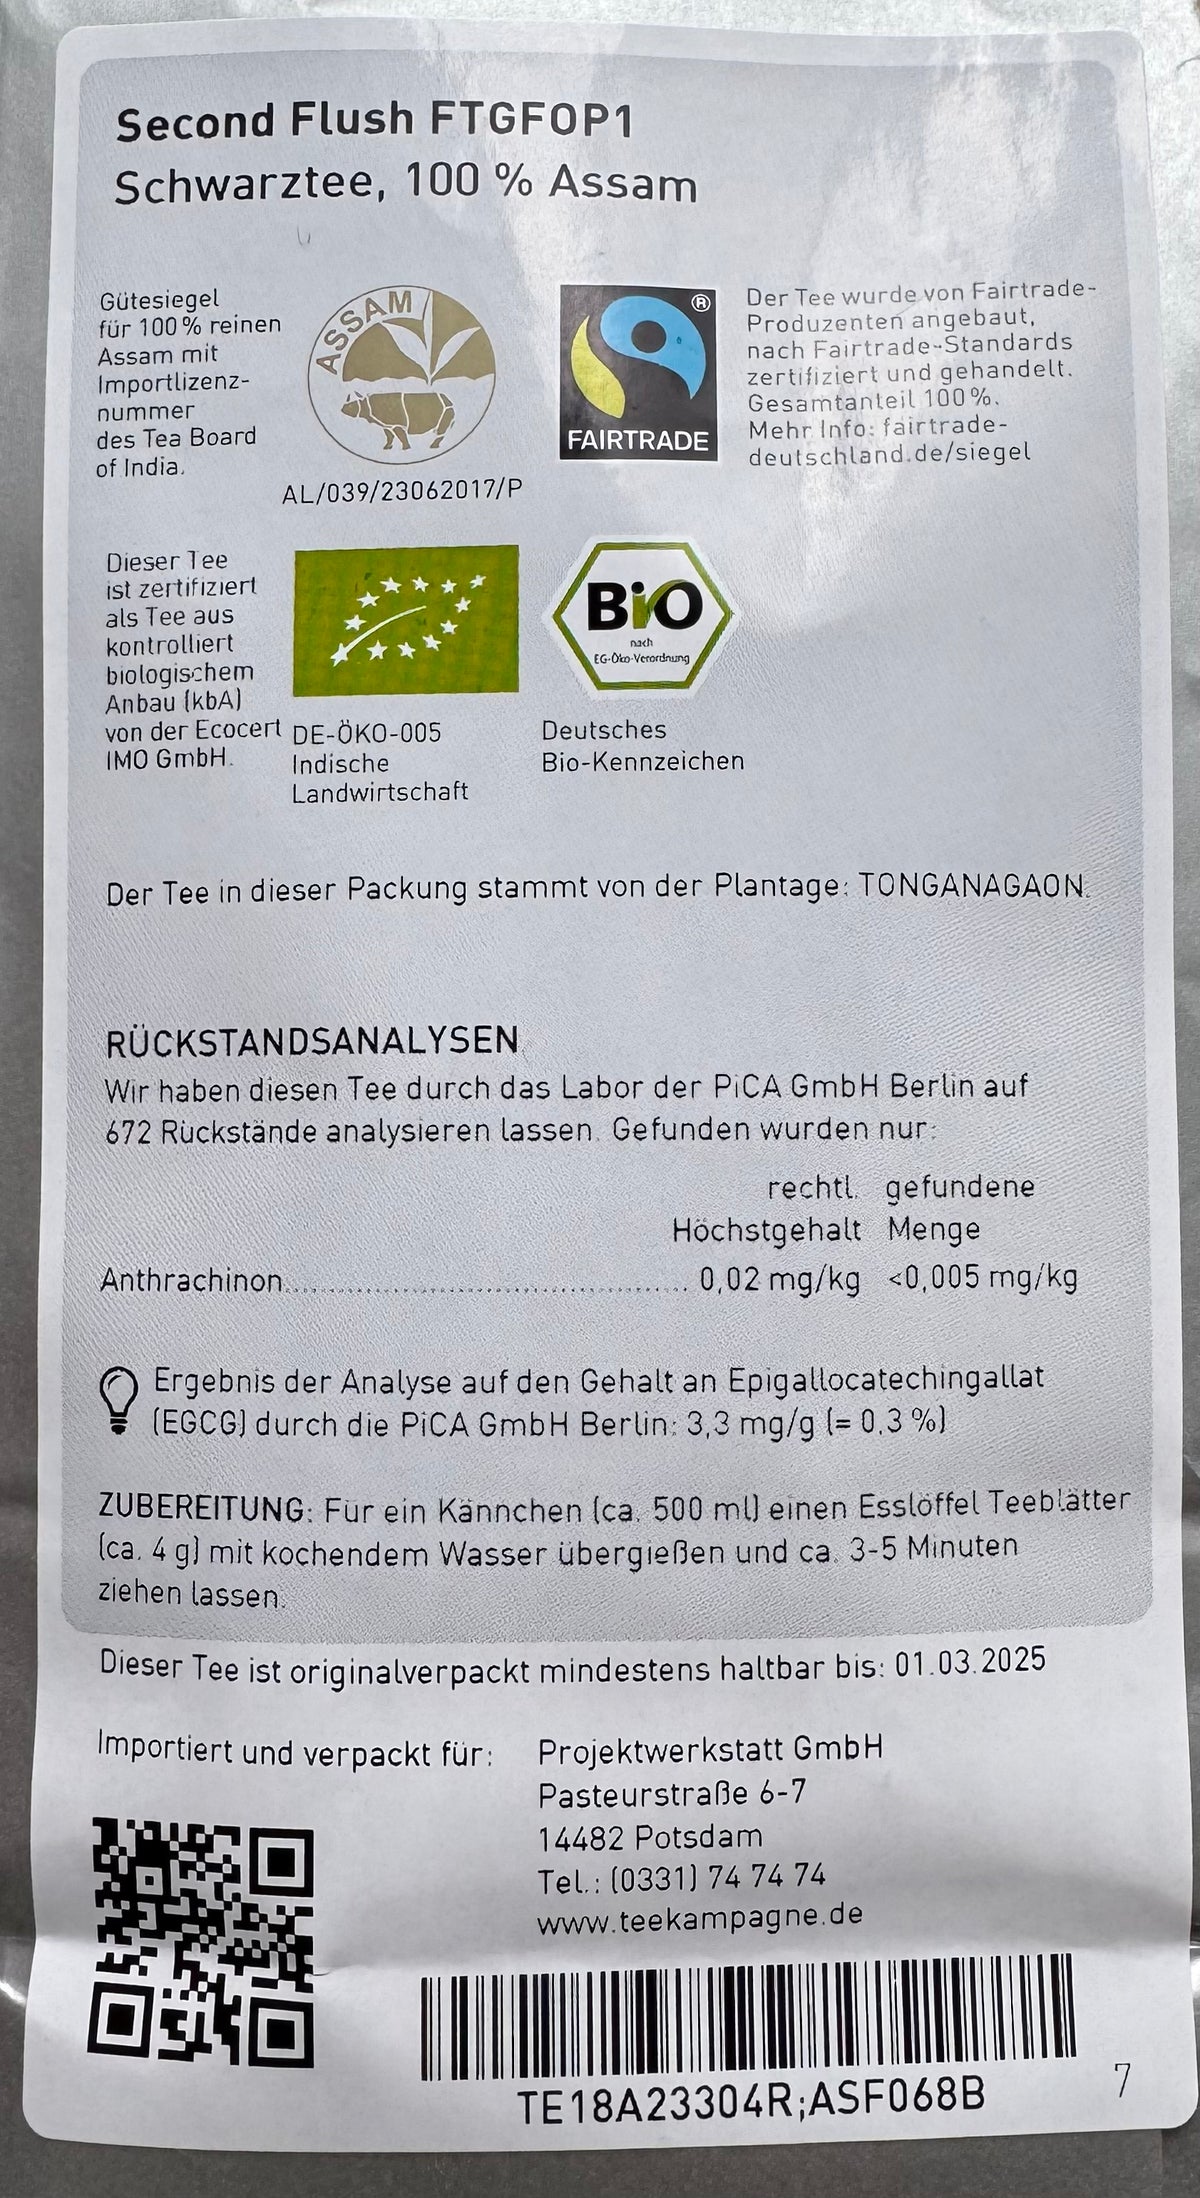 Second Flush FTGFOP1
Schwarztee, 100 % Assam
Gütesiegel
für 100 % reinen
Assam mit
Importlizenz-
nummer
des Tea Board
of India.
ASSAM
AL/039/23062017/P
®
FAIRTRADE
Der Tee wurde von Fairtrade-
Produzenten angebaut,
nach Fairtrade-Standards
zertifiziert und gehandelt.
Gesamtanteil 100 %.
Mehr Info: fairtrade-
deutschland.de/siegel
Dieser Tee
ist zertifiziert
als Tee aus
kontrolliert
biologischem
Anbau (kbA)
von der Ecocert
IMO GmbH.
DE-ÖKO-005
Indische
Landwirtschaft
BiO
nach
EG-Öko-Verordnung
Deutsches
Bio-Kennzeichen
Der Tee in dieser Packung stammt von der Plantage: TONGANAGAON.
RÜCKSTANDSANALYSEN
Wir haben diesen Tee durch das Labor der PiCA GmbH Berlin auf
672 Rückstände analysieren lassen. Gefunden wurden nur:
rechtl. gefundene
Höchstgehalt Menge
Anthrachinon........................................ 0,02 mg/kg <0,005 mg/kg
Ergebnis der Analyse auf den Gehalt an Epigallocatechingallat
(EGCG) durch die PiCA GmbH Berlin: 3,3 mg/g (= 0,3 %)
ZUBEREITUNG: Für ein Kännchen (ca. 500 ml) einen Esslöffel Teeblätter
(ca. 4 g) mit kochendem Wasser übergießen und ca. 3-5 Minuten
ziehen lassen.
Dieser Tee ist originalverpackt mindestens haltbar bis: 01.03.2025
Importiert und verpackt für:
Projektwerkstatt GmbH
Pasteurstraße 6-7
14482 Potsdam
Tel.: (0331) 74 74 74
www.teekampagne.de
TE18A23304R;ASF068B
7